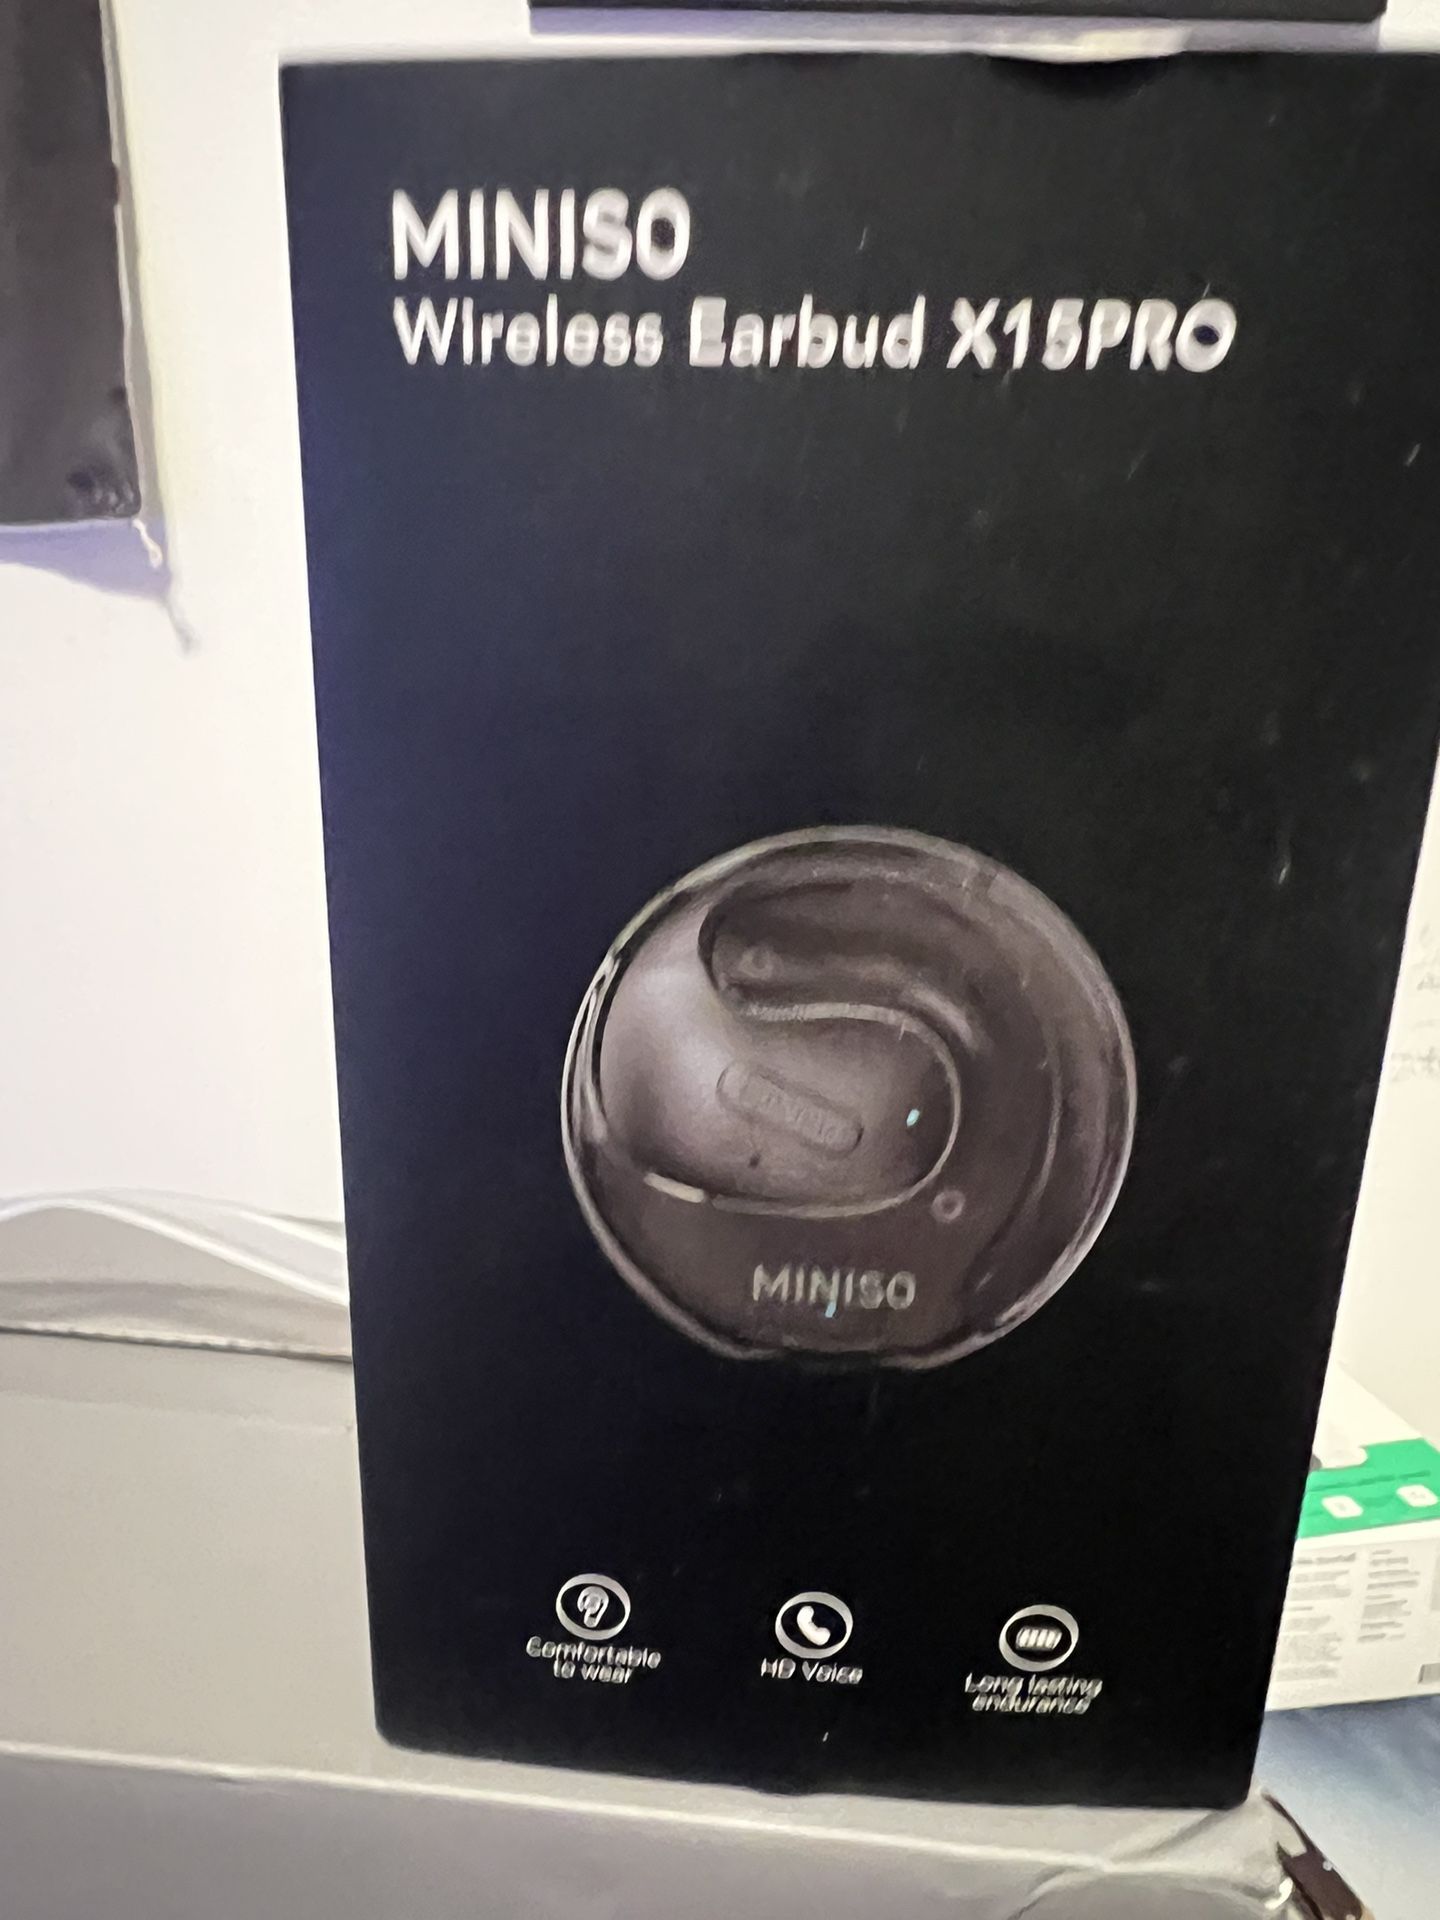 MINISO
Wireless Earbud X15PRO
MINISO
Comfortable
to wear
HD Voice
Long lasting
endurance